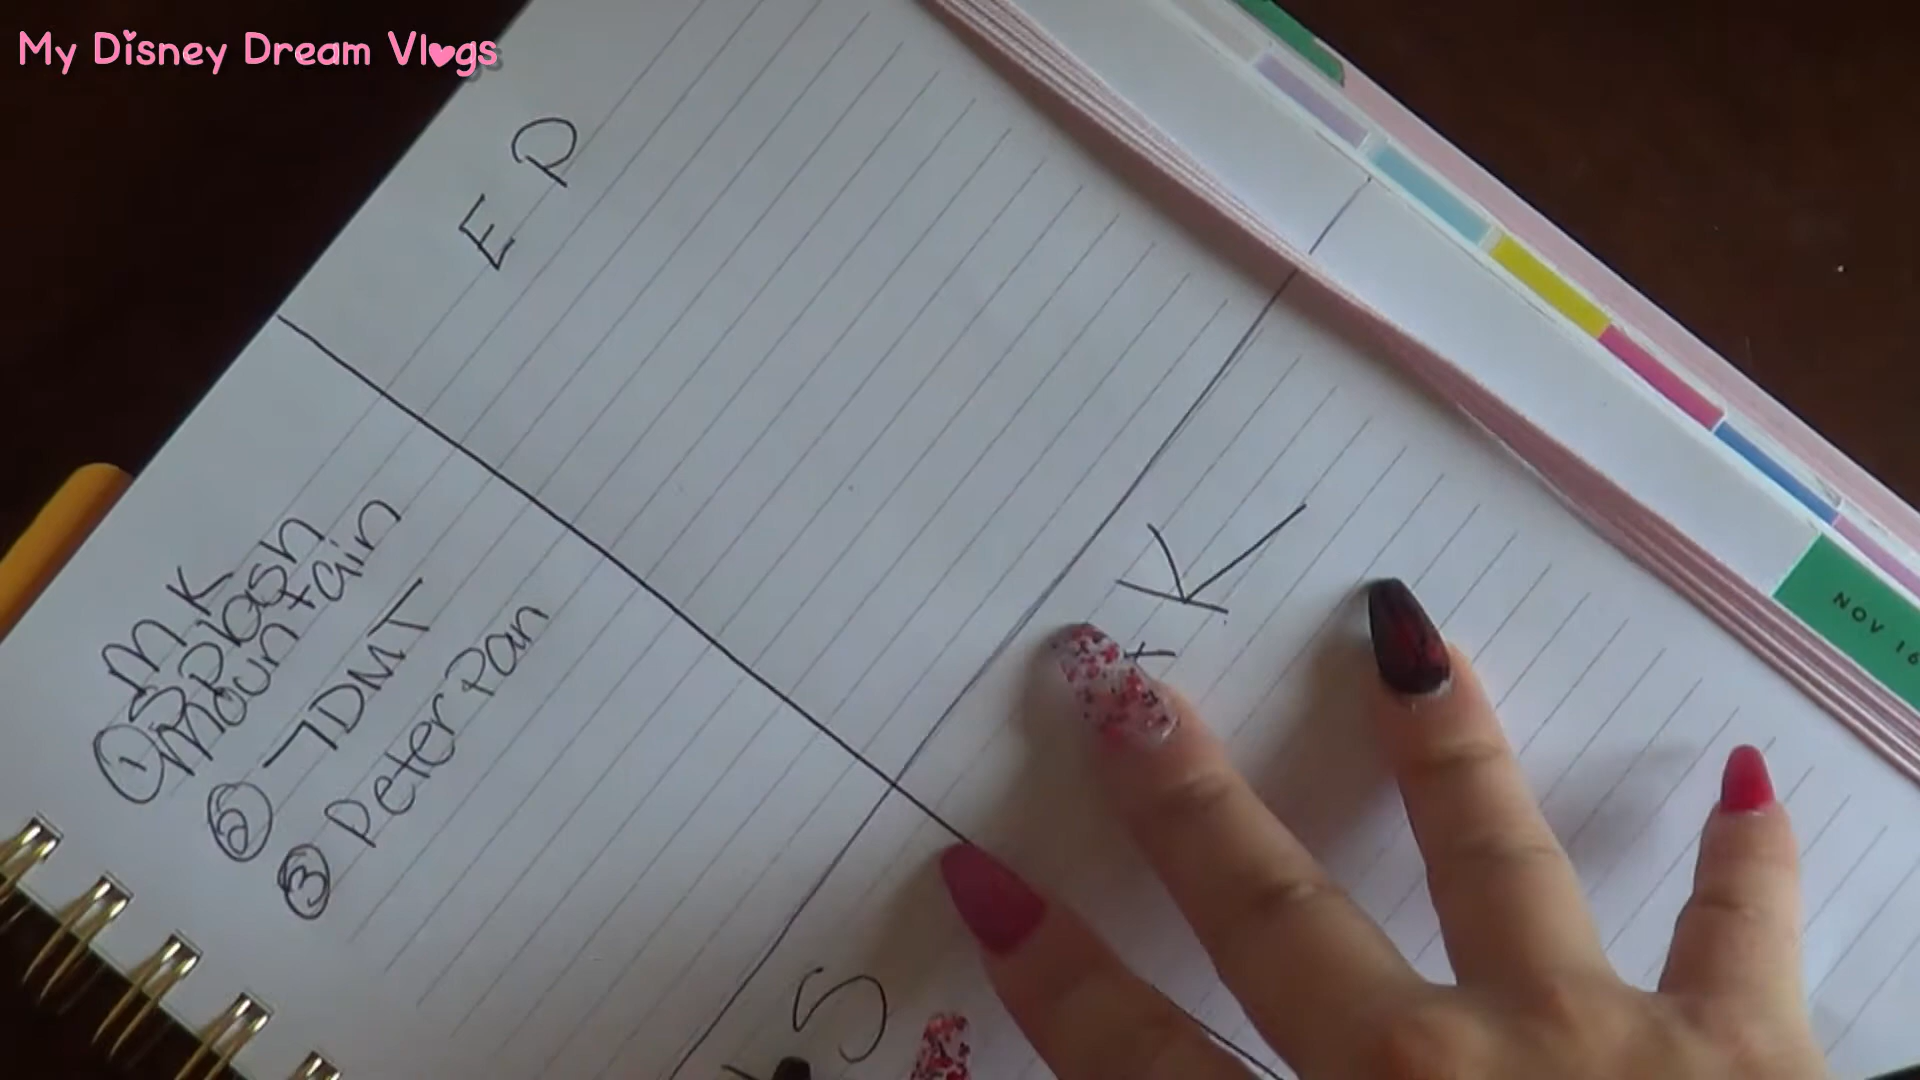 My Disney Dream Vlogs
MK
① Splash
Mountain
② 7DMT
③ Peter Pan
EP
K
S
NOV 16